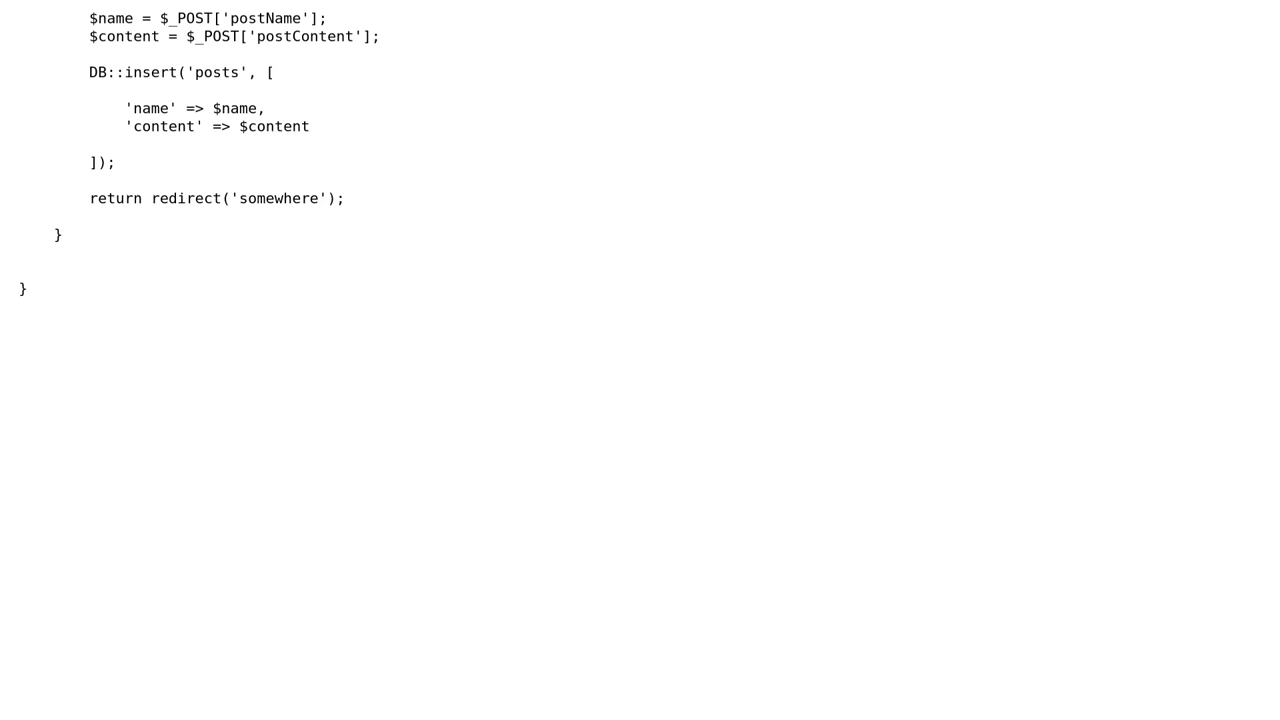 $name = $_POST['postName'];
$content = $_POST['postContent'];
DB::insert('posts', [
'name' => $name,
'content' => $content
]);
return redirect('somewhere');
}
}